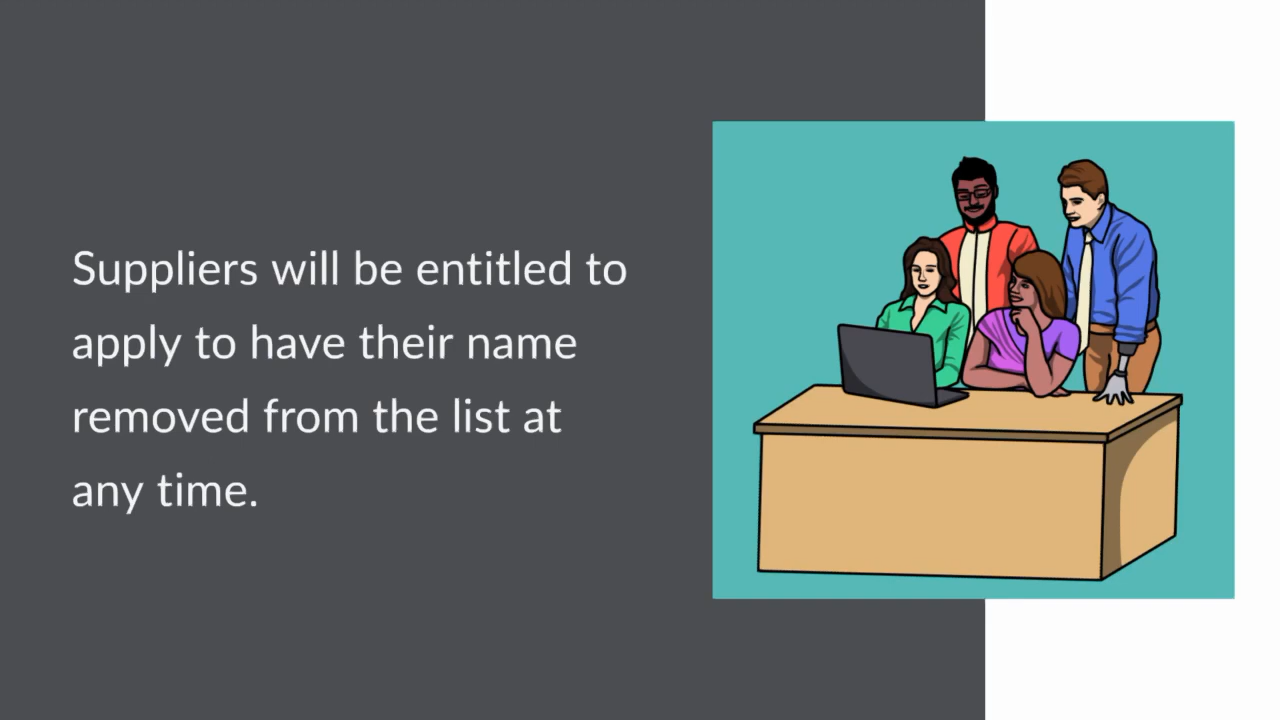 Suppliers will be entitled to
apply to have their name
removed from the list at
any time.